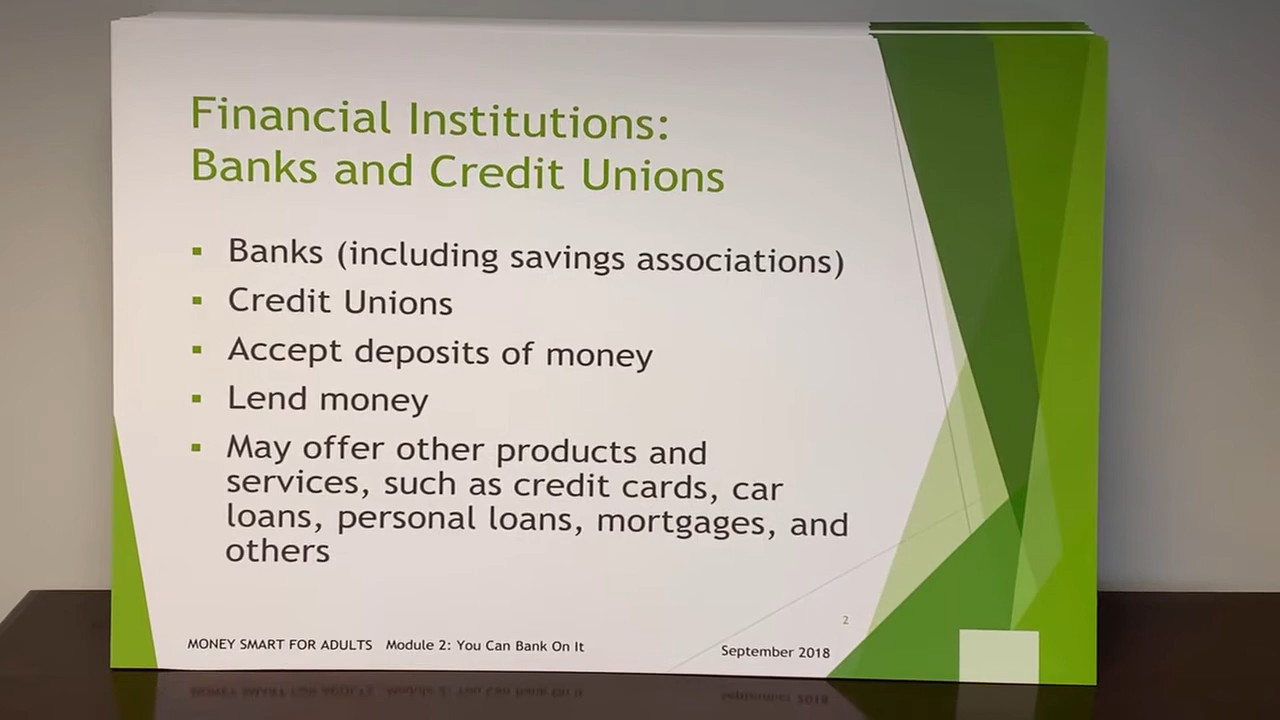 Financial Institutions:
Banks and Credit Unions
▪ Banks (including savings associations)
▪ Credit Unions
▪ Accept deposits of money
▪ Lend money
▪ May offer other products and
services, such as credit cards, car
loans, personal loans, mortgages, and
others
2
MONEY SMART FOR ADULTS Module 2: You Can Bank On It September 2018